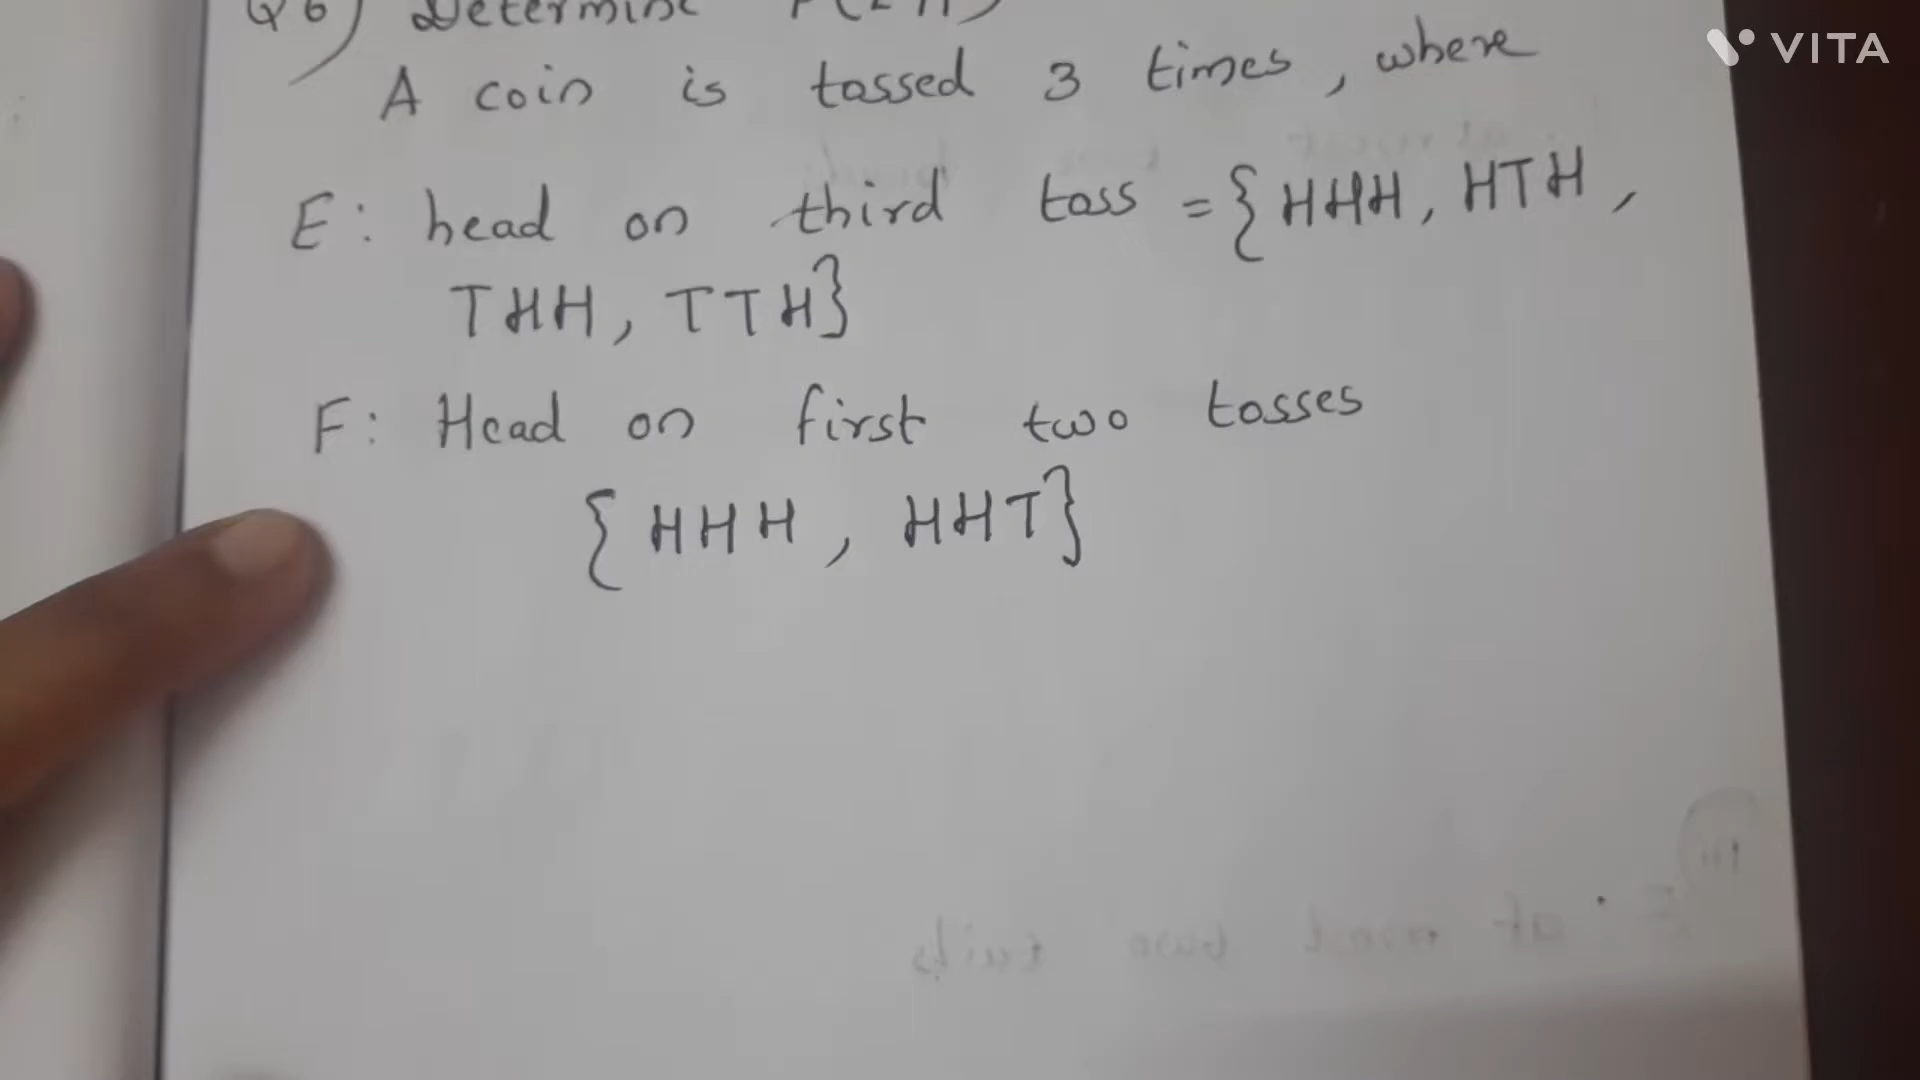 Q6) Determine P(E|F)
A coin is tossed 3 times, where
E: head on third toss = {HHH, HTH,
THH, TTH}
F: Head on first two tosses
{HHH, HHT}
VITA